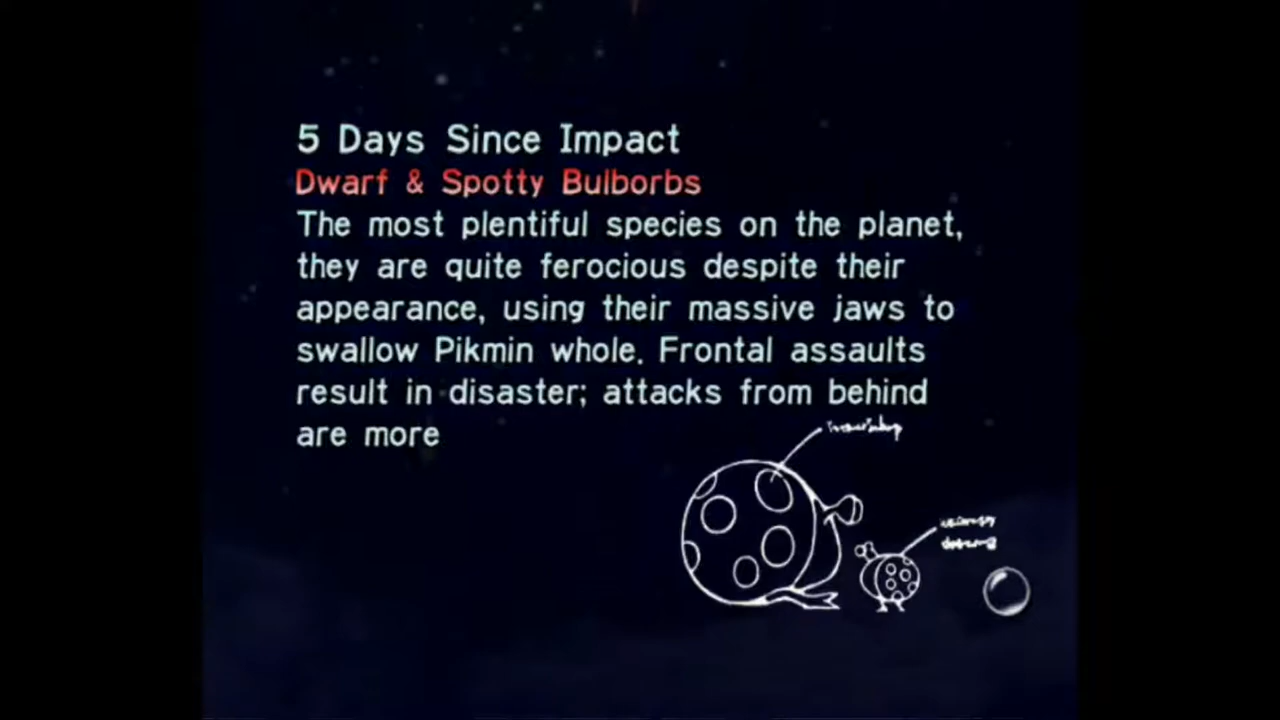 5 Days Since Impact
Dwarf & Spotty Bulborbs
The most plentiful species on the planet,
they are quite ferocious despite their
appearance, using their massive jaws to
swallow Pikmin whole. Frontal assaults
result in disaster; attacks from behind
are more